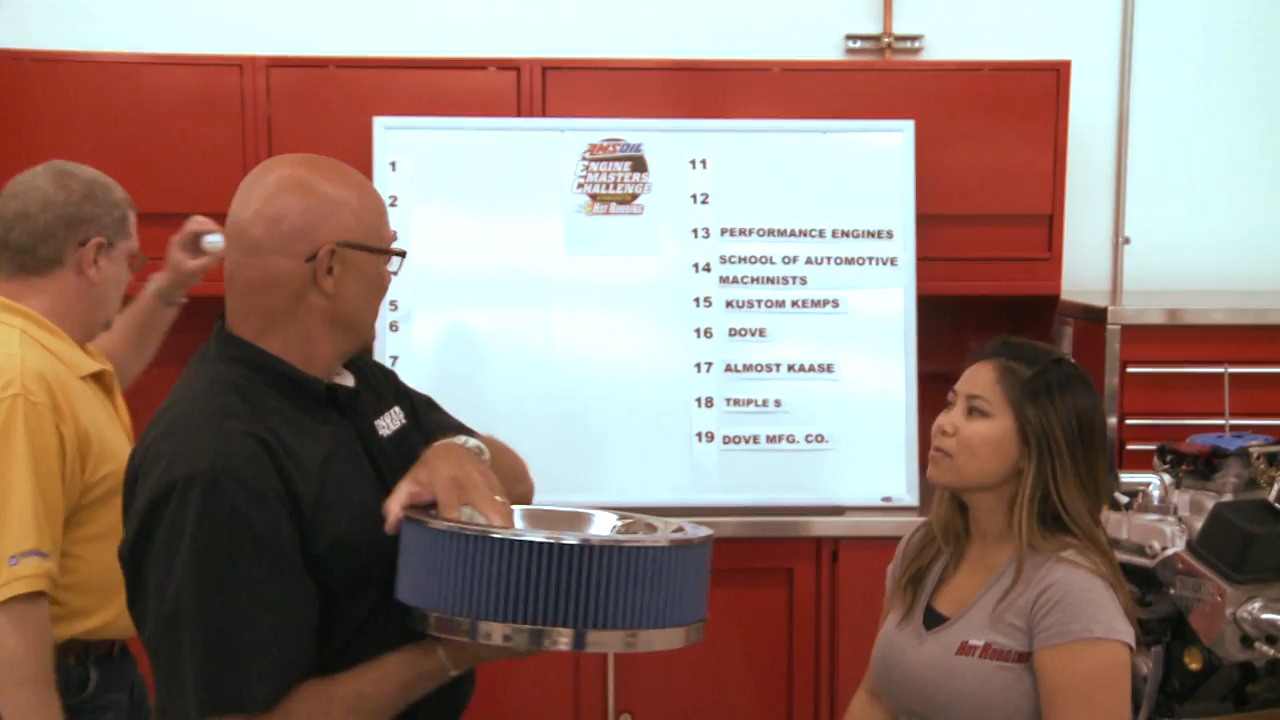 AMSOIL
ENGINE
MASTERS
CHALLENGE
HOT RODDING
1
2
3
5
6
7
11
12
13 PERFORMANCE ENGINES
14 SCHOOL OF AUTOMOTIVE
MACHINISTS
15 KUSTOM KEMPS
16 DOVE
17 ALMOST KAASE
18 TRIPLE S
19 DOVE MFG. CO.
HOT RODDING